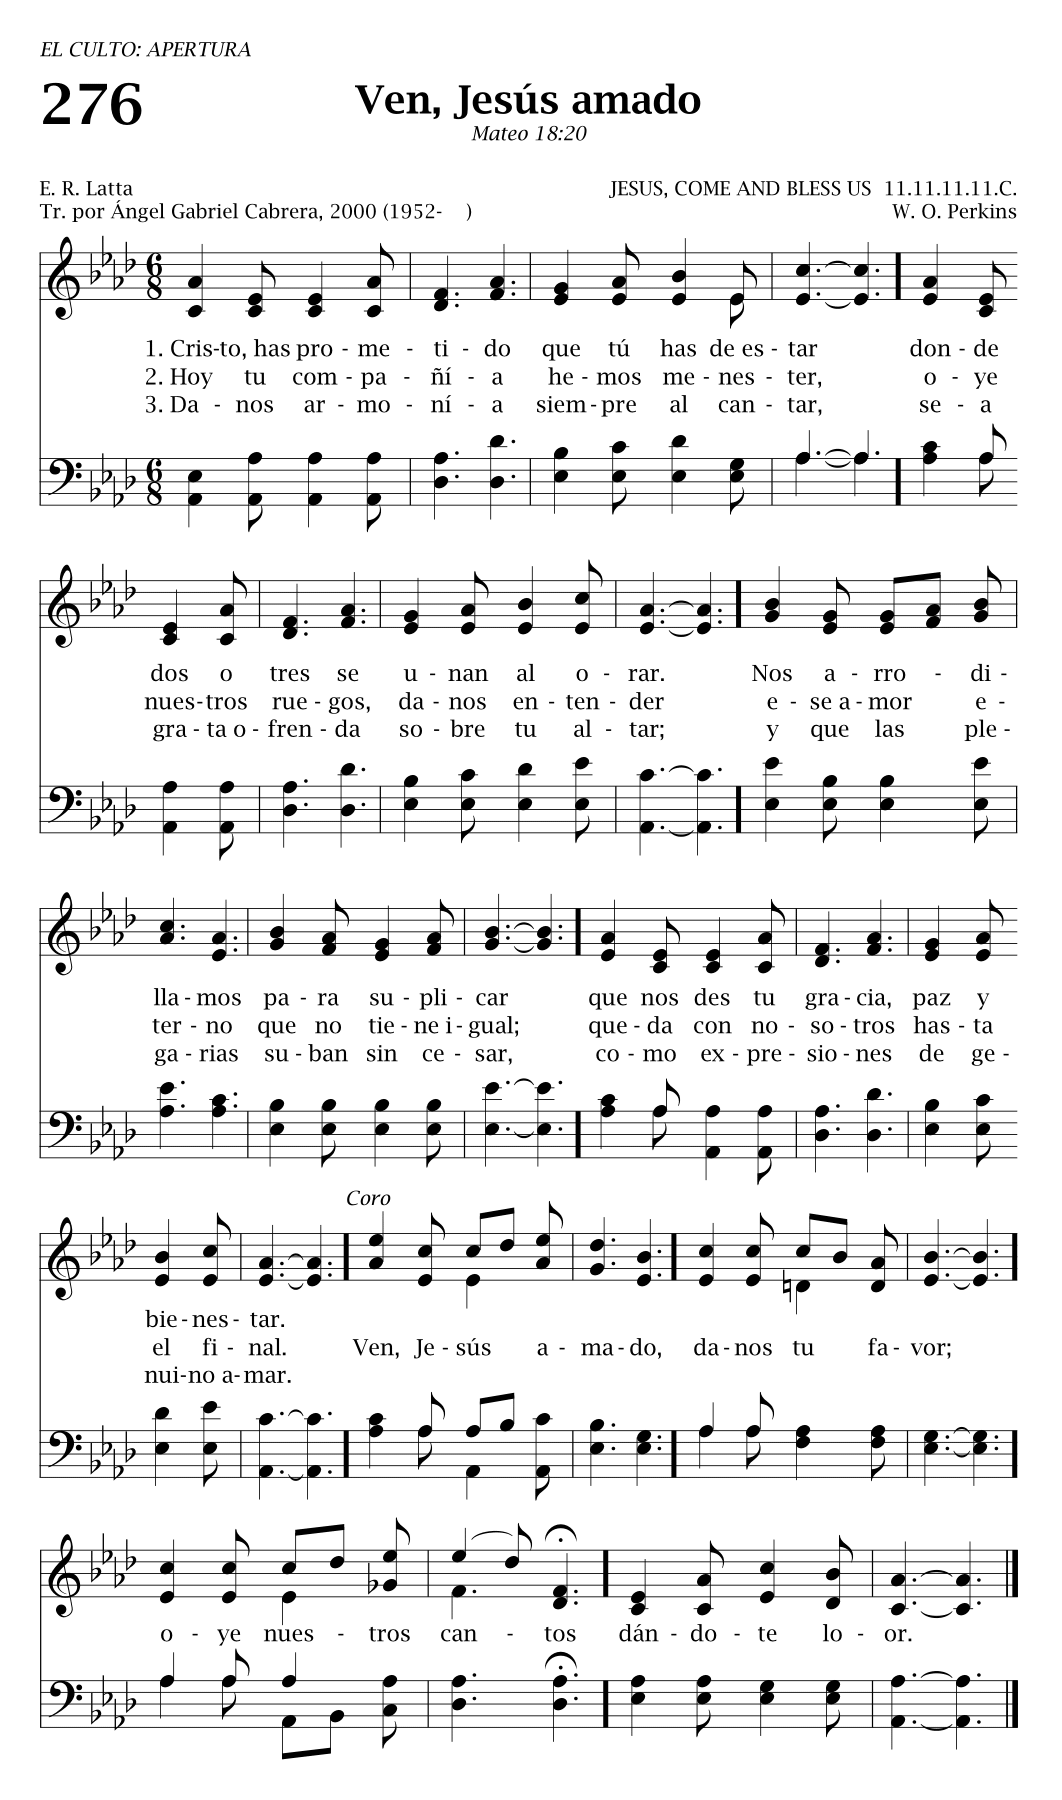 EL CULTO: APERTURA
276
Ven, Jesús amado
Mateo 18:20
E. R. Latta
JESUS, COME AND BLESS US 11.11.11.11.C.
Tr. por Ángel Gabriel Cabrera, 2000 (1952- )
W. O. Perkins
1. Cris-to, has pro - me - ti - do que tú has de es - tar don - de
2. Hoy tu com - pa - ñí - a he - mos me - nes - ter, o - ye
3. Da - nos ar - mo - ní - a siem - pre al can - tar, se - a
dos o tres se u - nan al o - rar. Nos a - rro - di -
nues - tros rue - gos, da - nos en - ten - der e - se a - mor e -
gra - ta o - fren - da so - bre tu al - tar; y que las ple -
lla - mos pa - ra su - pli - car que nos des tu gra - cia, paz y
ter - no que no tie - ne i - gual; que - da con no - so - tros has - ta
ga - rias su - ban sin ce - sar, co - mo ex - pre - sio - nes de ge -
Coro
bie - nes - tar.
el fi - nal. Ven, Je - sús a - ma - do, da - nos tu fa - vor;
nui - no a - mar.
o - ye nues - tros can - tos dán - do - te lo - or.